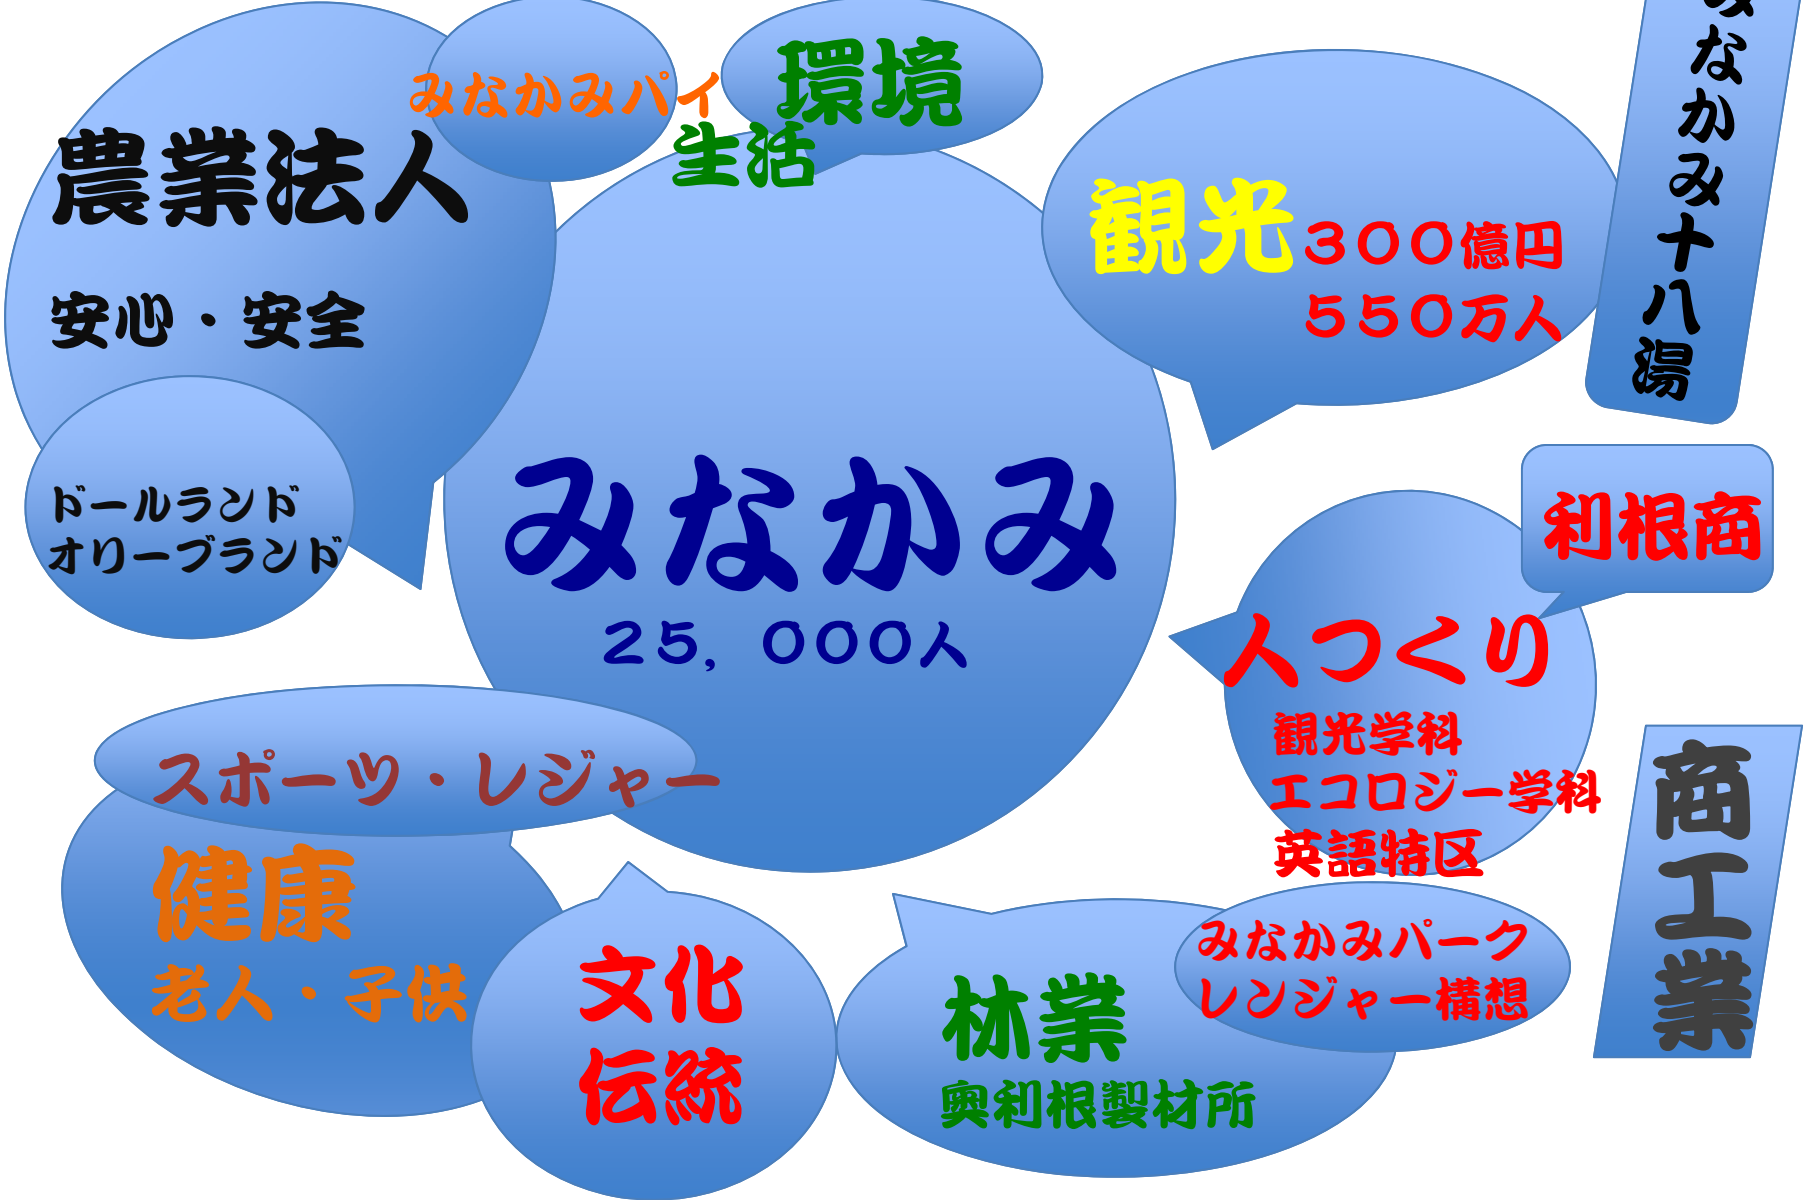 みなかみパイ
環境
生活
農業法人
安心・安全
ドールランド
オリーブランド
観光
３００億円
５５０万人
みなかみ十八湯
みなかみ
２５，０００人
利根商
人つくり
観光学科
エコロジー学科
英語特区
スポーツ・レジャー
健康
老人・子供
文化
伝統
林業
奥利根製材所
みなかみパーク
レンジャー構想
商工業